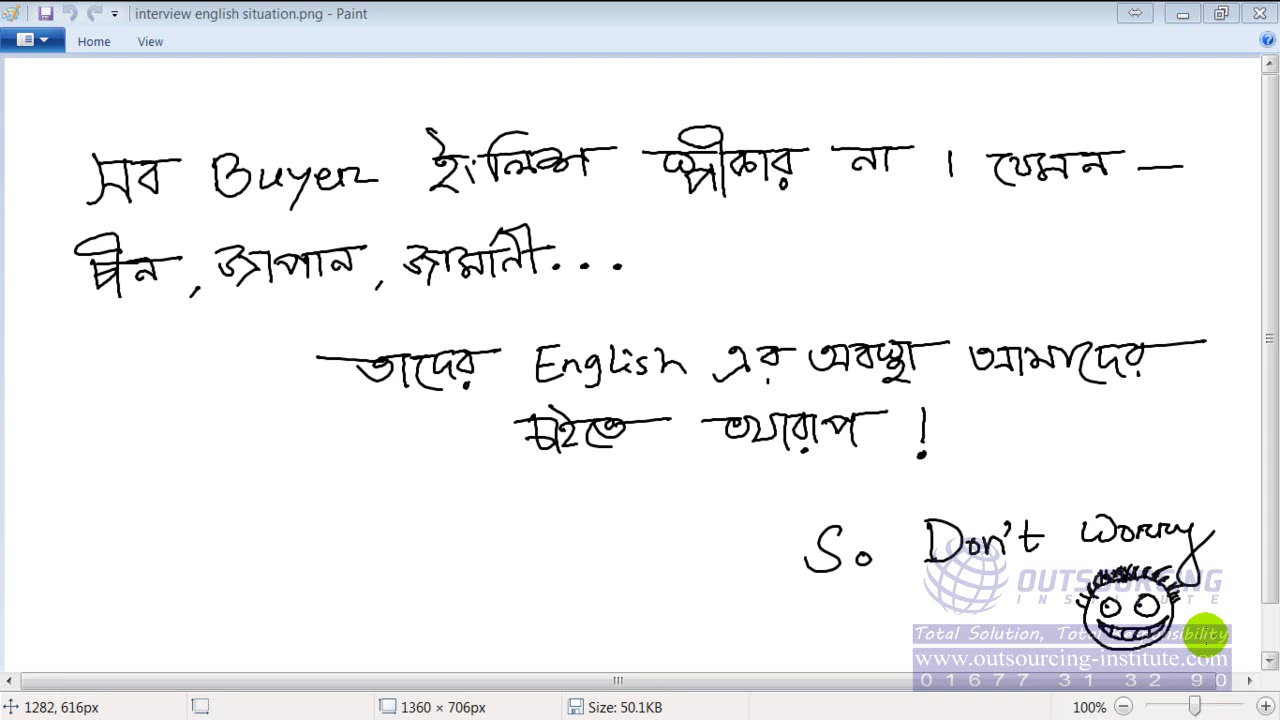 interview english situation.png - Paint
Home View
সব Buyer ইংলিশ স্পীকার না । যেমন –
চীন, জাপান, জার্মানী...
তাদের English এর অবস্থা আমাদের
চাইতে খারাপ !
So Don't Worry
OUTSOURCING
INSTITUTE
Total Solution, Total Responsibility
www.outsourcing-institute.com
01677 31 32 90
1282, 616px 1360 × 706px Size: 50.1KB 100%